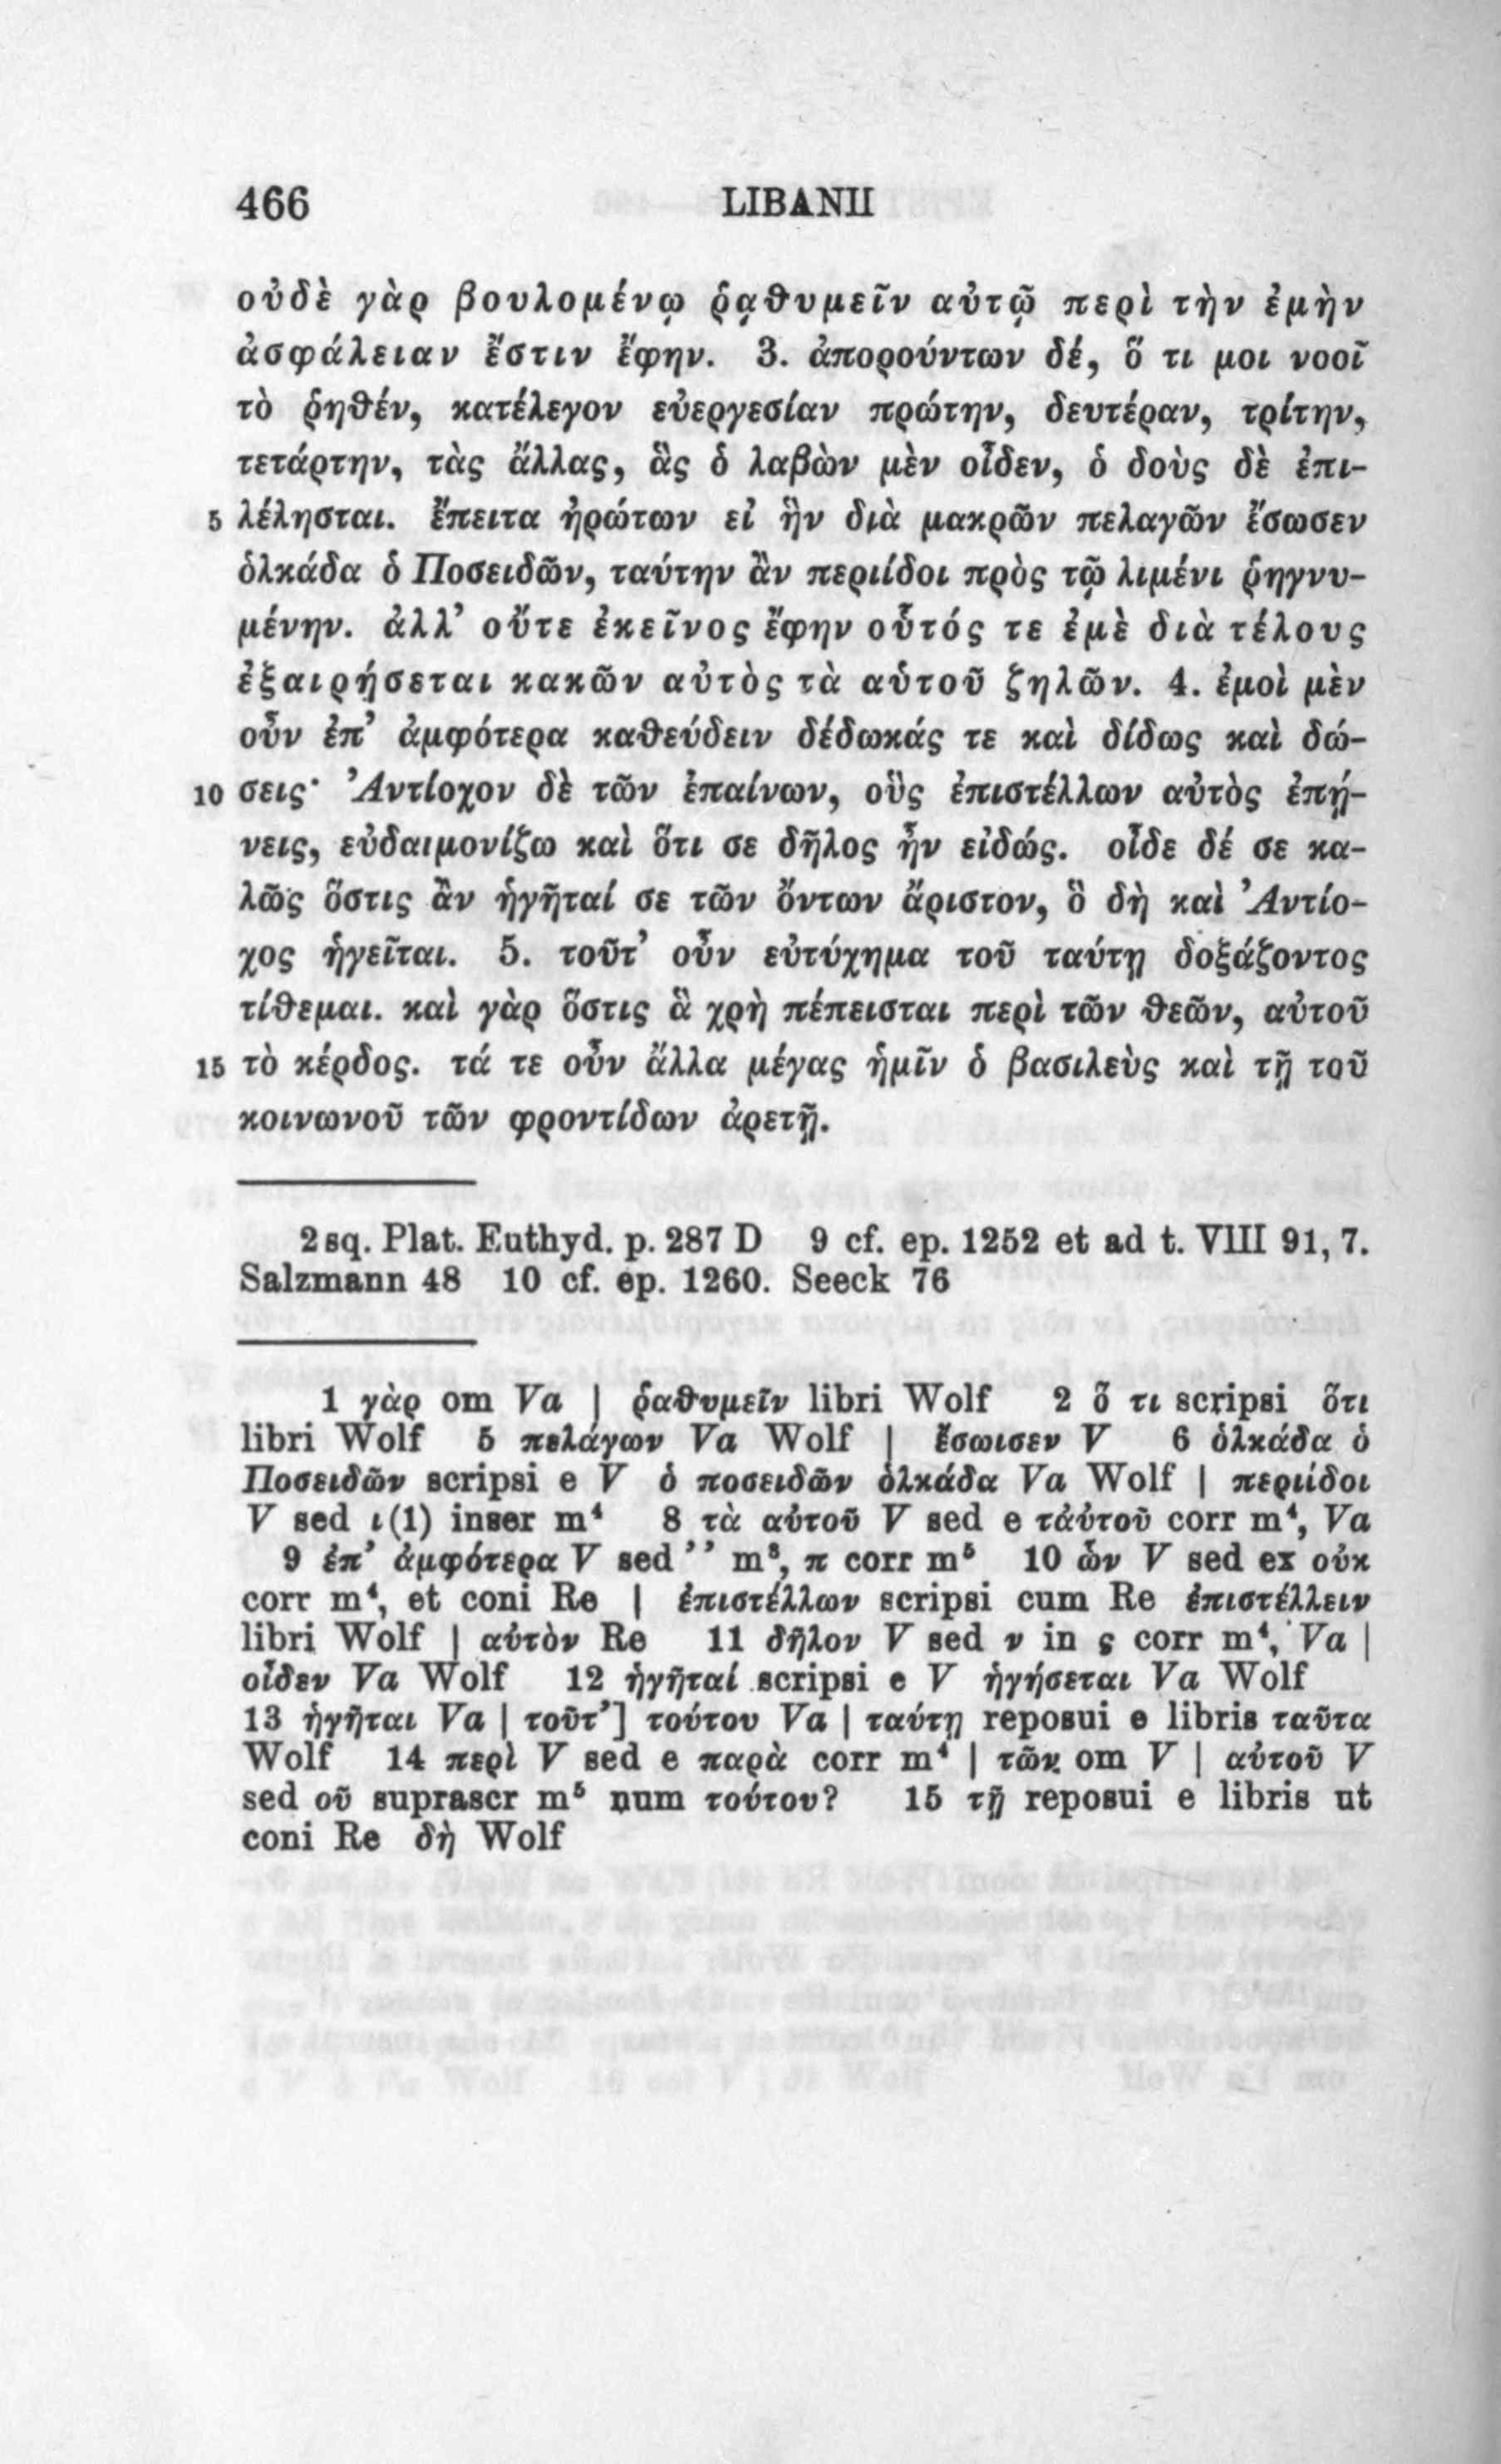 466 LIBANII
οὐδὲ γὰρ βουλομένῳ ῥᾳθυμεῖν αὐτῷ περὶ τὴν ἐμὴν
ἀσφάλειαν ἔστιν ἔφην. 3. ἀπορούντων δέ, ὅ τι μοι νοοῖ
τὸ ῥηθέν, κατέλεγον εὐεργεσίαν πρώτην, δευτέραν, τρίτην,
τετάρτην, τὰς ἄλλας, ἃς ὁ λαβὼν μὲν οἶδεν, ὁ δοὺς δὲ ἐπι-
5 λέλησται. ἔπειτα ἠρώτων εἰ ἣν διὰ μακρῶν πελαγῶν ἔσωσεν
ὁλκάδα ὁ Ποσειδῶν, ταύτην ἂν περιίδοι πρὸς τῷ λιμένι ῥηγνυ-
μένην. ἀλλ’ οὔτε ἐκεῖνος ἔφην οὗτός τε ἐμὲ διὰ τέλους
ἐξαιρήσεται κακῶν αὐτὸς τὰ αὑτοῦ ζηλῶν. 4. ἐμοὶ μὲν
οὖν ἐπ’ ἀμφότερα καθεύδειν δέδωκάς τε καὶ δίδως καὶ δώ-
10 σεις· Ἀντίοχον δὲ τῶν ἐπαίνων, οὓς ἐπιστέλλων αὐτὸς ἐπῄ-
νεις, εὐδαιμονίζω καὶ ὅτι σε δῆλος ἦν εἰδώς. οἶδε δέ σε κα-
λῶς ὅστις ἂν ἡγῆταί σε τῶν ὄντων ἄριστον, ὃ δὴ καὶ Ἀντίο-
χος ἡγεῖται. 5. τοῦτ’ οὖν εὐτύχημα τοῦ ταύτῃ δοξάζοντος
τίθεμαι. καὶ γὰρ ὅστις ἃ χρὴ πέπεισται περὶ τῶν θεῶν, αὐτοῦ
15 τὸ κέρδος. τά τε οὖν ἄλλα μέγας ἡμῖν ὁ βασιλεὺς καὶ τῇ τοῦ
κοινωνοῦ τῶν φροντίδων ἀρετῇ.
2 sq. Plat. Euthyd. p. 287 D 9 cf. ep. 1252 et ad t. VIII 91, 7.
Salzmann 48 10 cf. ep. 1260. Seeck 76
1 γὰρ om Va | ῥαθυμεῖν libri Wolf 2 ὅ τι scripsi ὅτι
libri Wolf 5 πελάγων Va Wolf | ἔσωισεν V 6 ὁλκάδα ὁ
Ποσειδῶν scripsi e V ὁ ποσειδῶν ὁλκάδα Va Wolf | περιίδοι
V sed ι(1) inser m⁴ 8 τὰ αὑτοῦ V sed e τἀὑτοῦ corr m⁴, Va
9 ἐπ’ ἀμφότερα V sed ’ ’ m⁸, π corr m⁵ 10 ὧν V sed ex οὐκ
corr m⁴, et coni Re | ἐπιστέλλων scripsi cum Re ἐπιστέλλειν
libri Wolf | αὐτὸν Re 11 δῆλον V sed ν in ς corr m⁴, Va |
οἶδεν Va Wolf 12 ἡγῆταί scripsi e V ἡγήσεται Va Wolf
13 ἡγῆται Va | τοῦτ’] τούτου Va | ταύτῃ reposui e libris ταῦτα
Wolf 14 περὶ V sed e παρὰ corr m⁴ | τῶν om V | αὐτοῦ V
sed οῦ suprascr m⁵ num τούτου? 15 τῇ reposui e libris ut
coni Re δὴ Wolf